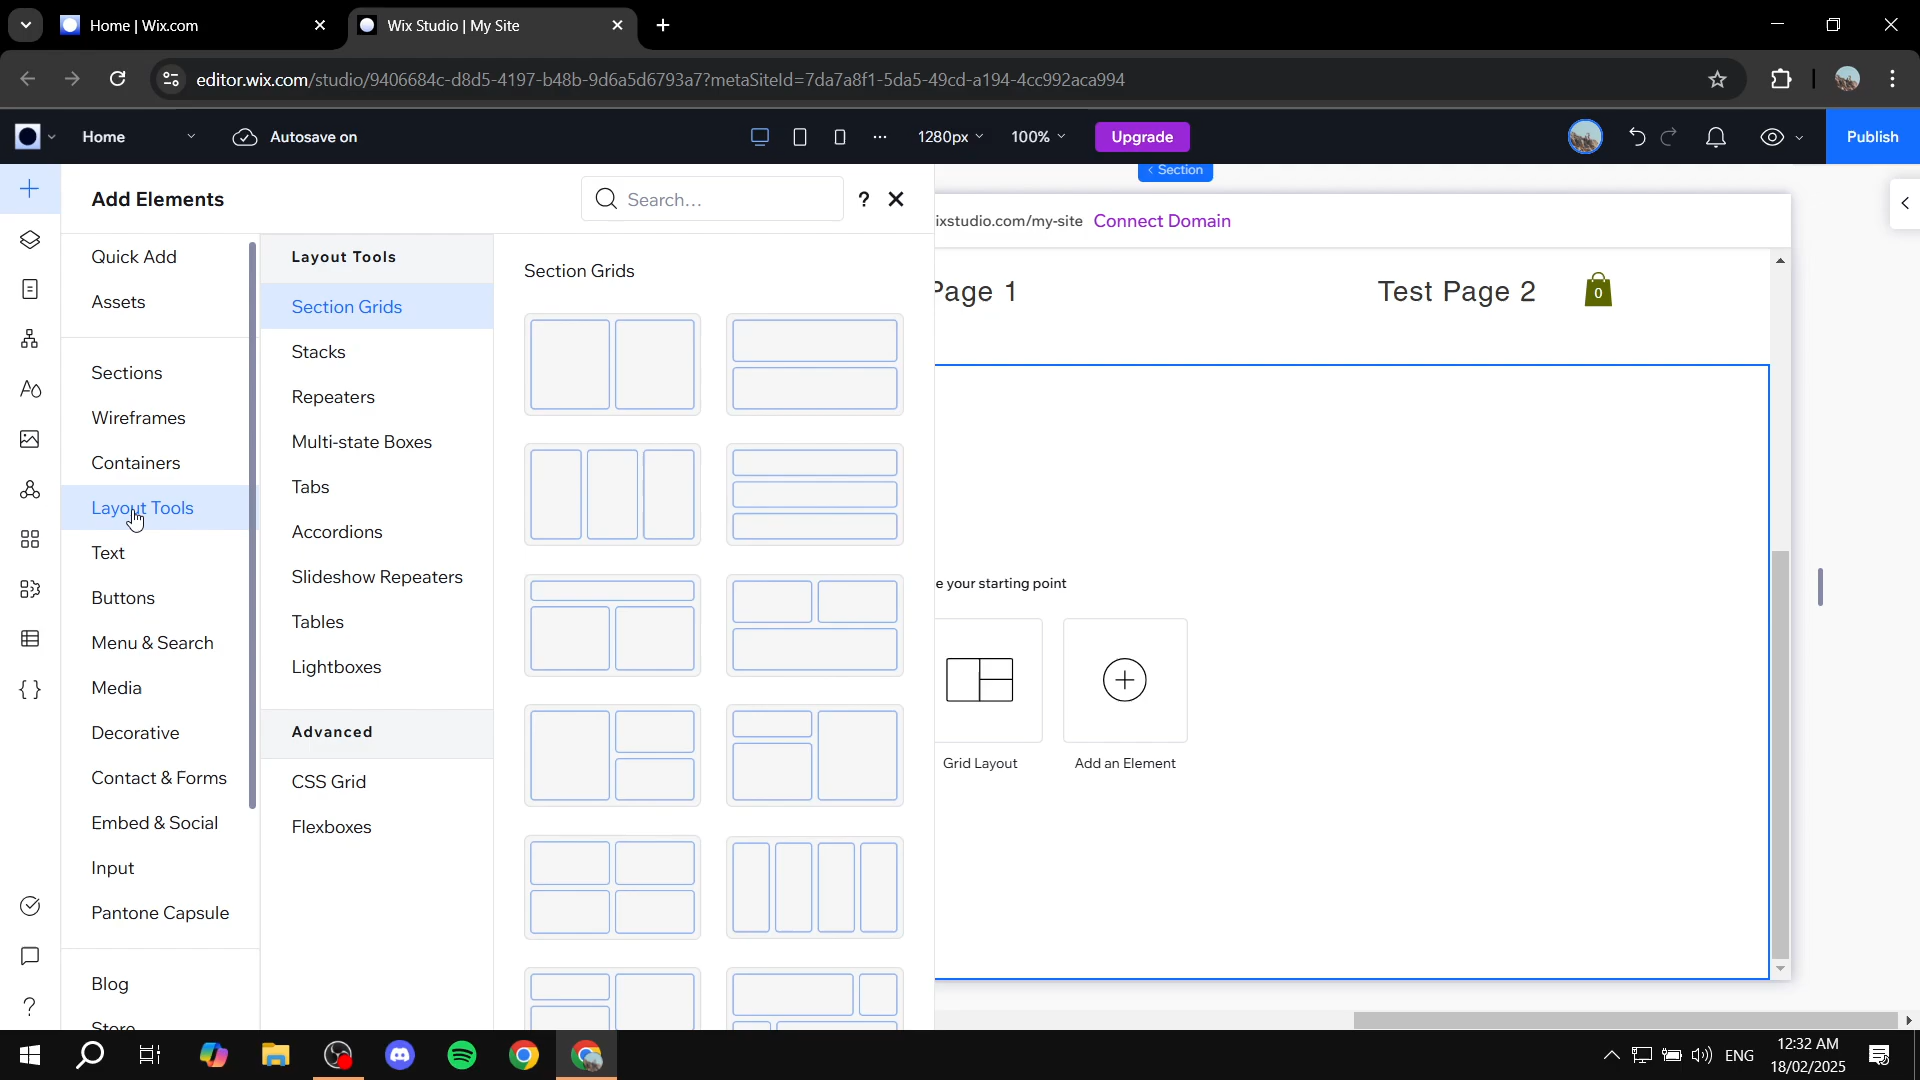 Home | Wix.com
Wix Studio | My Site
editor.wix.com/studio/9406684c-d8d5-4197-b48b-9d6a5d6793a7?metaSiteId=7da7a8f1-5da5-49cd-a194-4cc992aca994
Home
Autosave on
1280px
100%
Upgrade
Publish
Add Elements
Search...
?
< Section
ixstudio.com/my-site Connect Domain
Quick Add
Assets
Sections
Wireframes
Containers
Layout Tools
Text
Buttons
Menu & Search
Media
Decorative
Contact & Forms
Embed & Social
Input
Pantone Capsule
Blog
Store
Layout Tools
Section Grids
Stacks
Repeaters
Multi-state Boxes
Tabs
Accordions
Slideshow Repeaters
Tables
Lightboxes
Advanced
CSS Grid
Flexboxes
Section Grids
Page 1
Test Page 2
0
e your starting point
Grid Layout
Add an Element
ENG
12:32 AM
18/02/2025